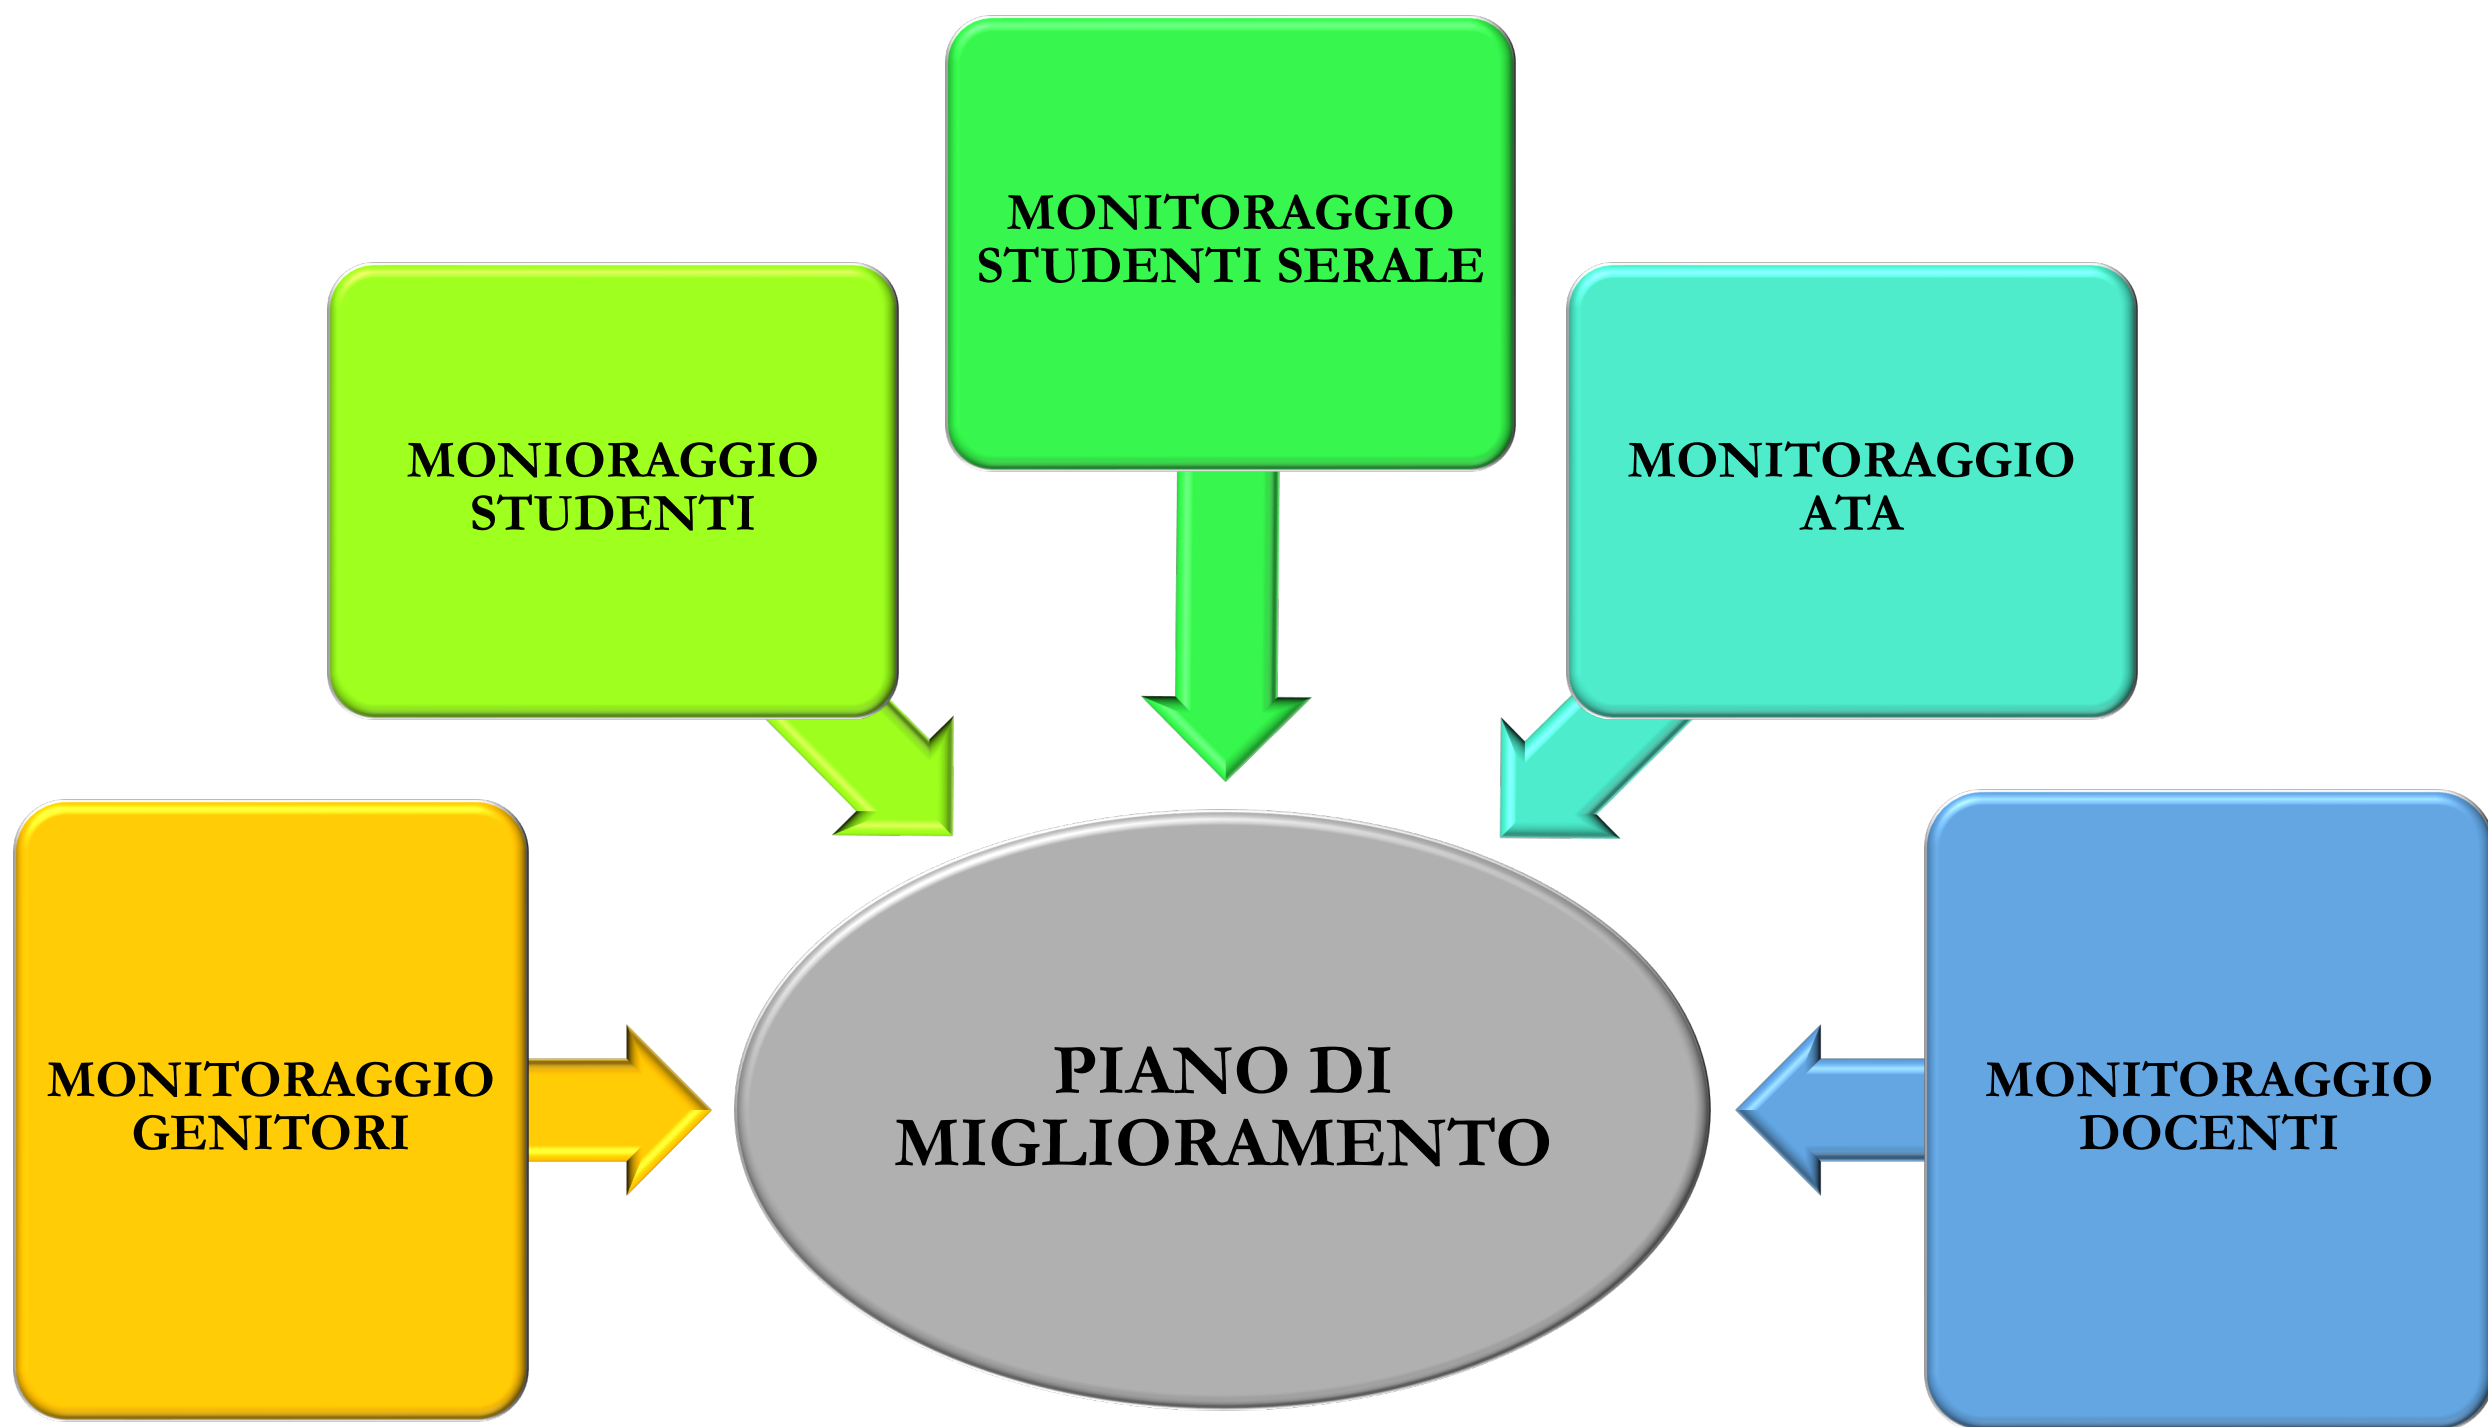 MONITORAGGIO
STUDENTI SERALE
MONIORAGGIO
STUDENTI
MONITORAGGIO
ATA
MONITORAGGIO
GENITORI
PIANO DI
MIGLIORAMENTO
MONITORAGGIO
DOCENTI